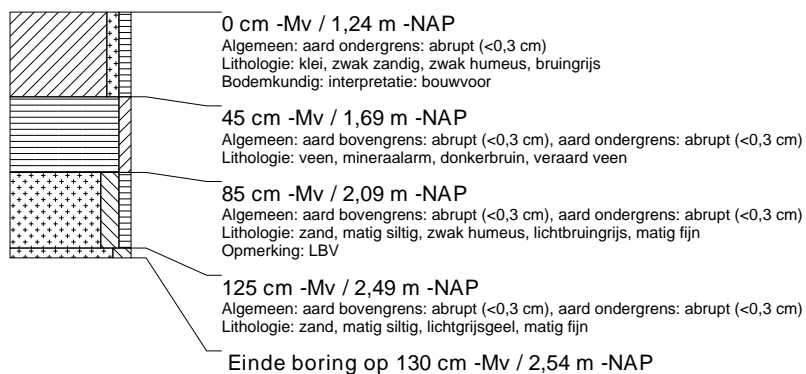 0 cm -Mv / 1,24 m -NAP
Algemeen: aard ondergrens: abrupt (<0,3 cm)
Lithologie: klei, zwak zandig, zwak humeus, bruingrijs
Bodemkundig: interpretatie: bouwvoor
45 cm -Mv / 1,69 m -NAP
Algemeen: aard bovengrens: abrupt (<0,3 cm), aard ondergrens: abrupt (<0,3 cm)
Lithologie: veen, mineraalarm, donkerbruin, veraard veen
85 cm -Mv / 2,09 m -NAP
Algemeen: aard bovengrens: abrupt (<0,3 cm), aard ondergrens: abrupt (<0,3 cm)
Lithologie: zand, matig siltig, zwak humeus, lichtbruingrijs, matig fijn
Opmerking: LBV
125 cm -Mv / 2,49 m -NAP
Algemeen: aard bovengrens: abrupt (<0,3 cm), aard ondergrens: abrupt (<0,3 cm)
Lithologie: zand, matig siltig, lichtgrijsgeel, matig fijn
Einde boring op 130 cm -Mv / 2,54 m -NAP